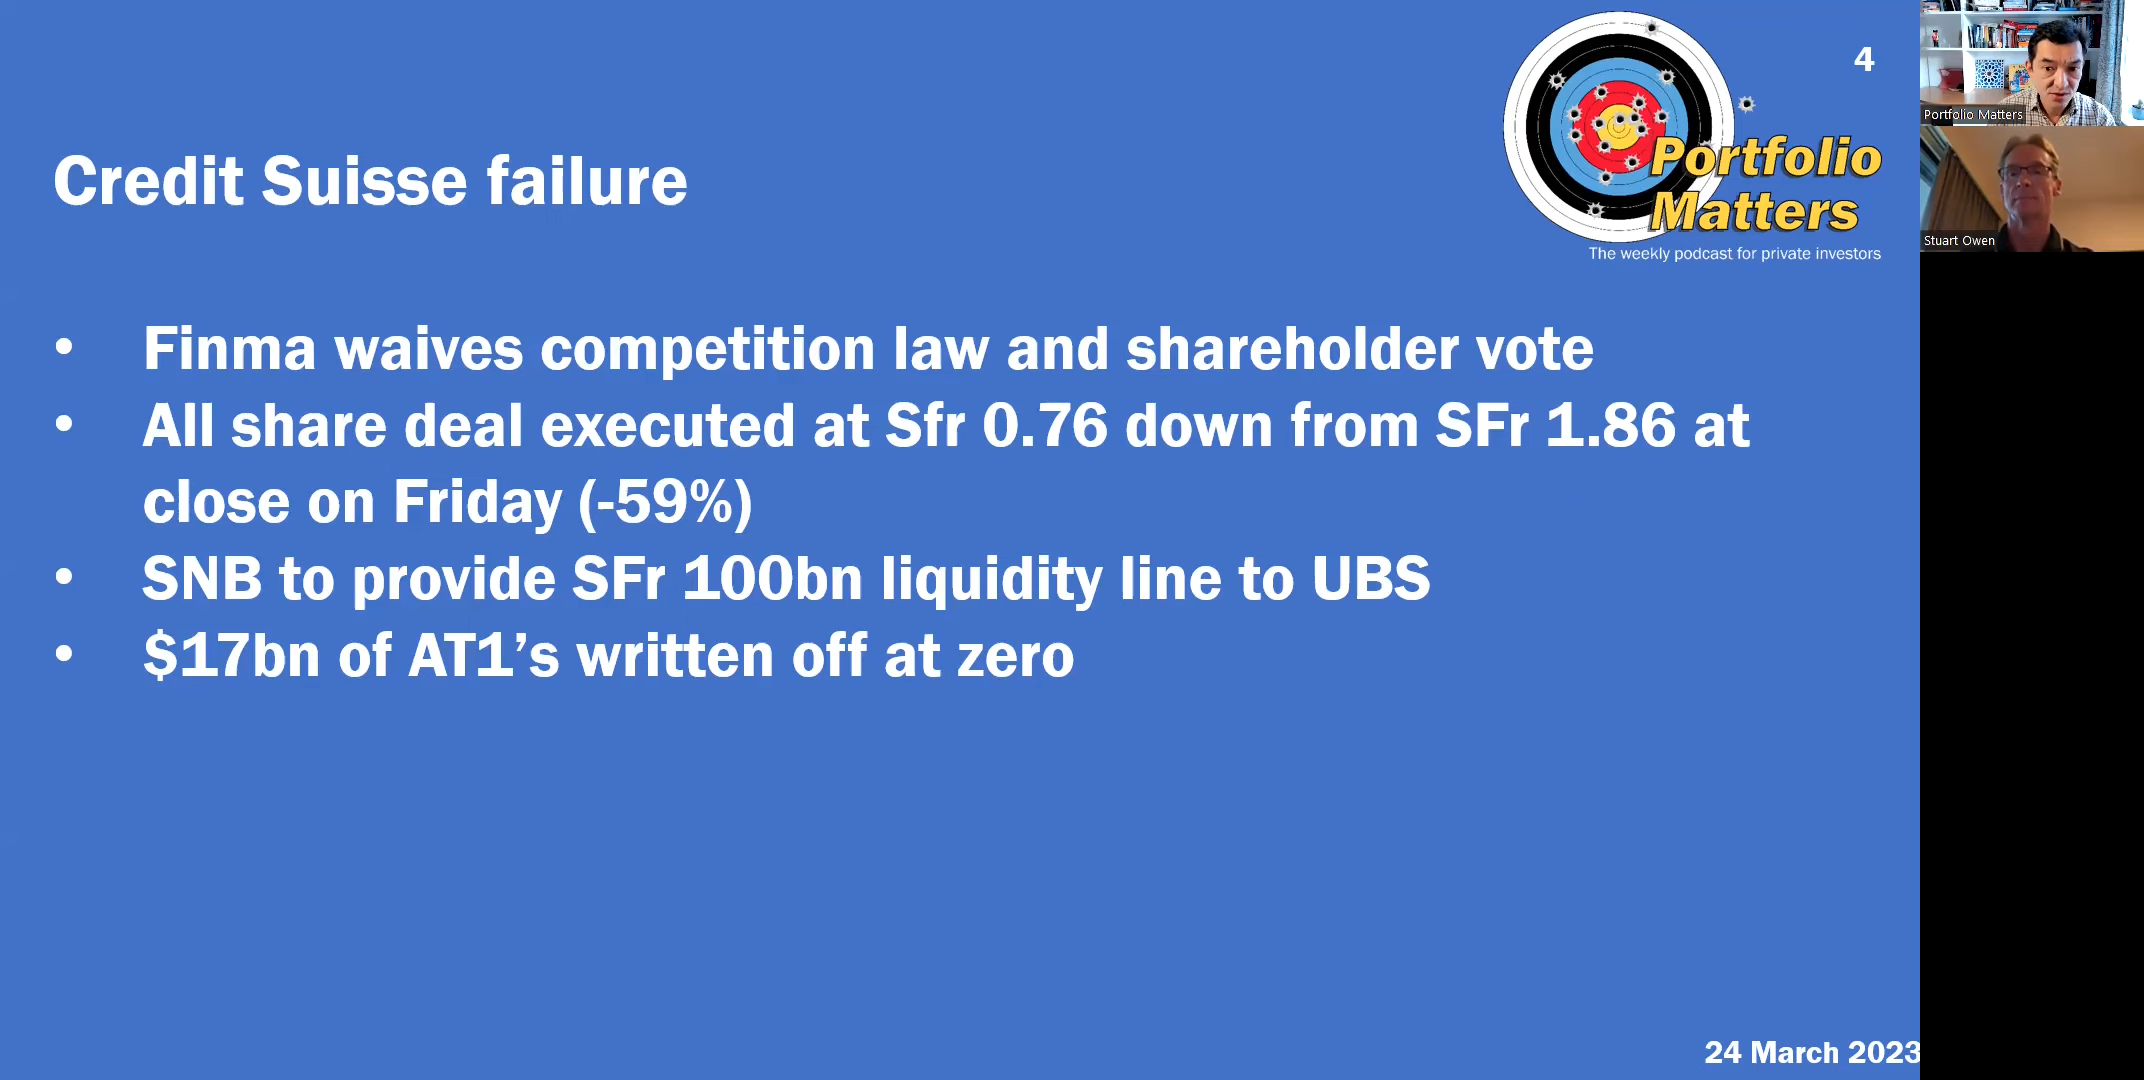 4
Portfolio
Matters
The weekly podcast for private investors
Credit Suisse failure
• Finma waives competition law and shareholder vote
• All share deal executed at Sfr 0.76 down from SFr 1.86 at
close on Friday (-59%)
• SNB to provide SFr 100bn liquidity line to UBS
• $17bn of AT1’s written off at zero
24 March 2023
Portfolio Matters
Stuart Owen